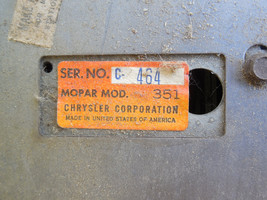 SER. NO. C- 464
MOPAR MOD. 351
CHRYSLER CORPORATION
MADE IN UNITED STATES OF AMERICA